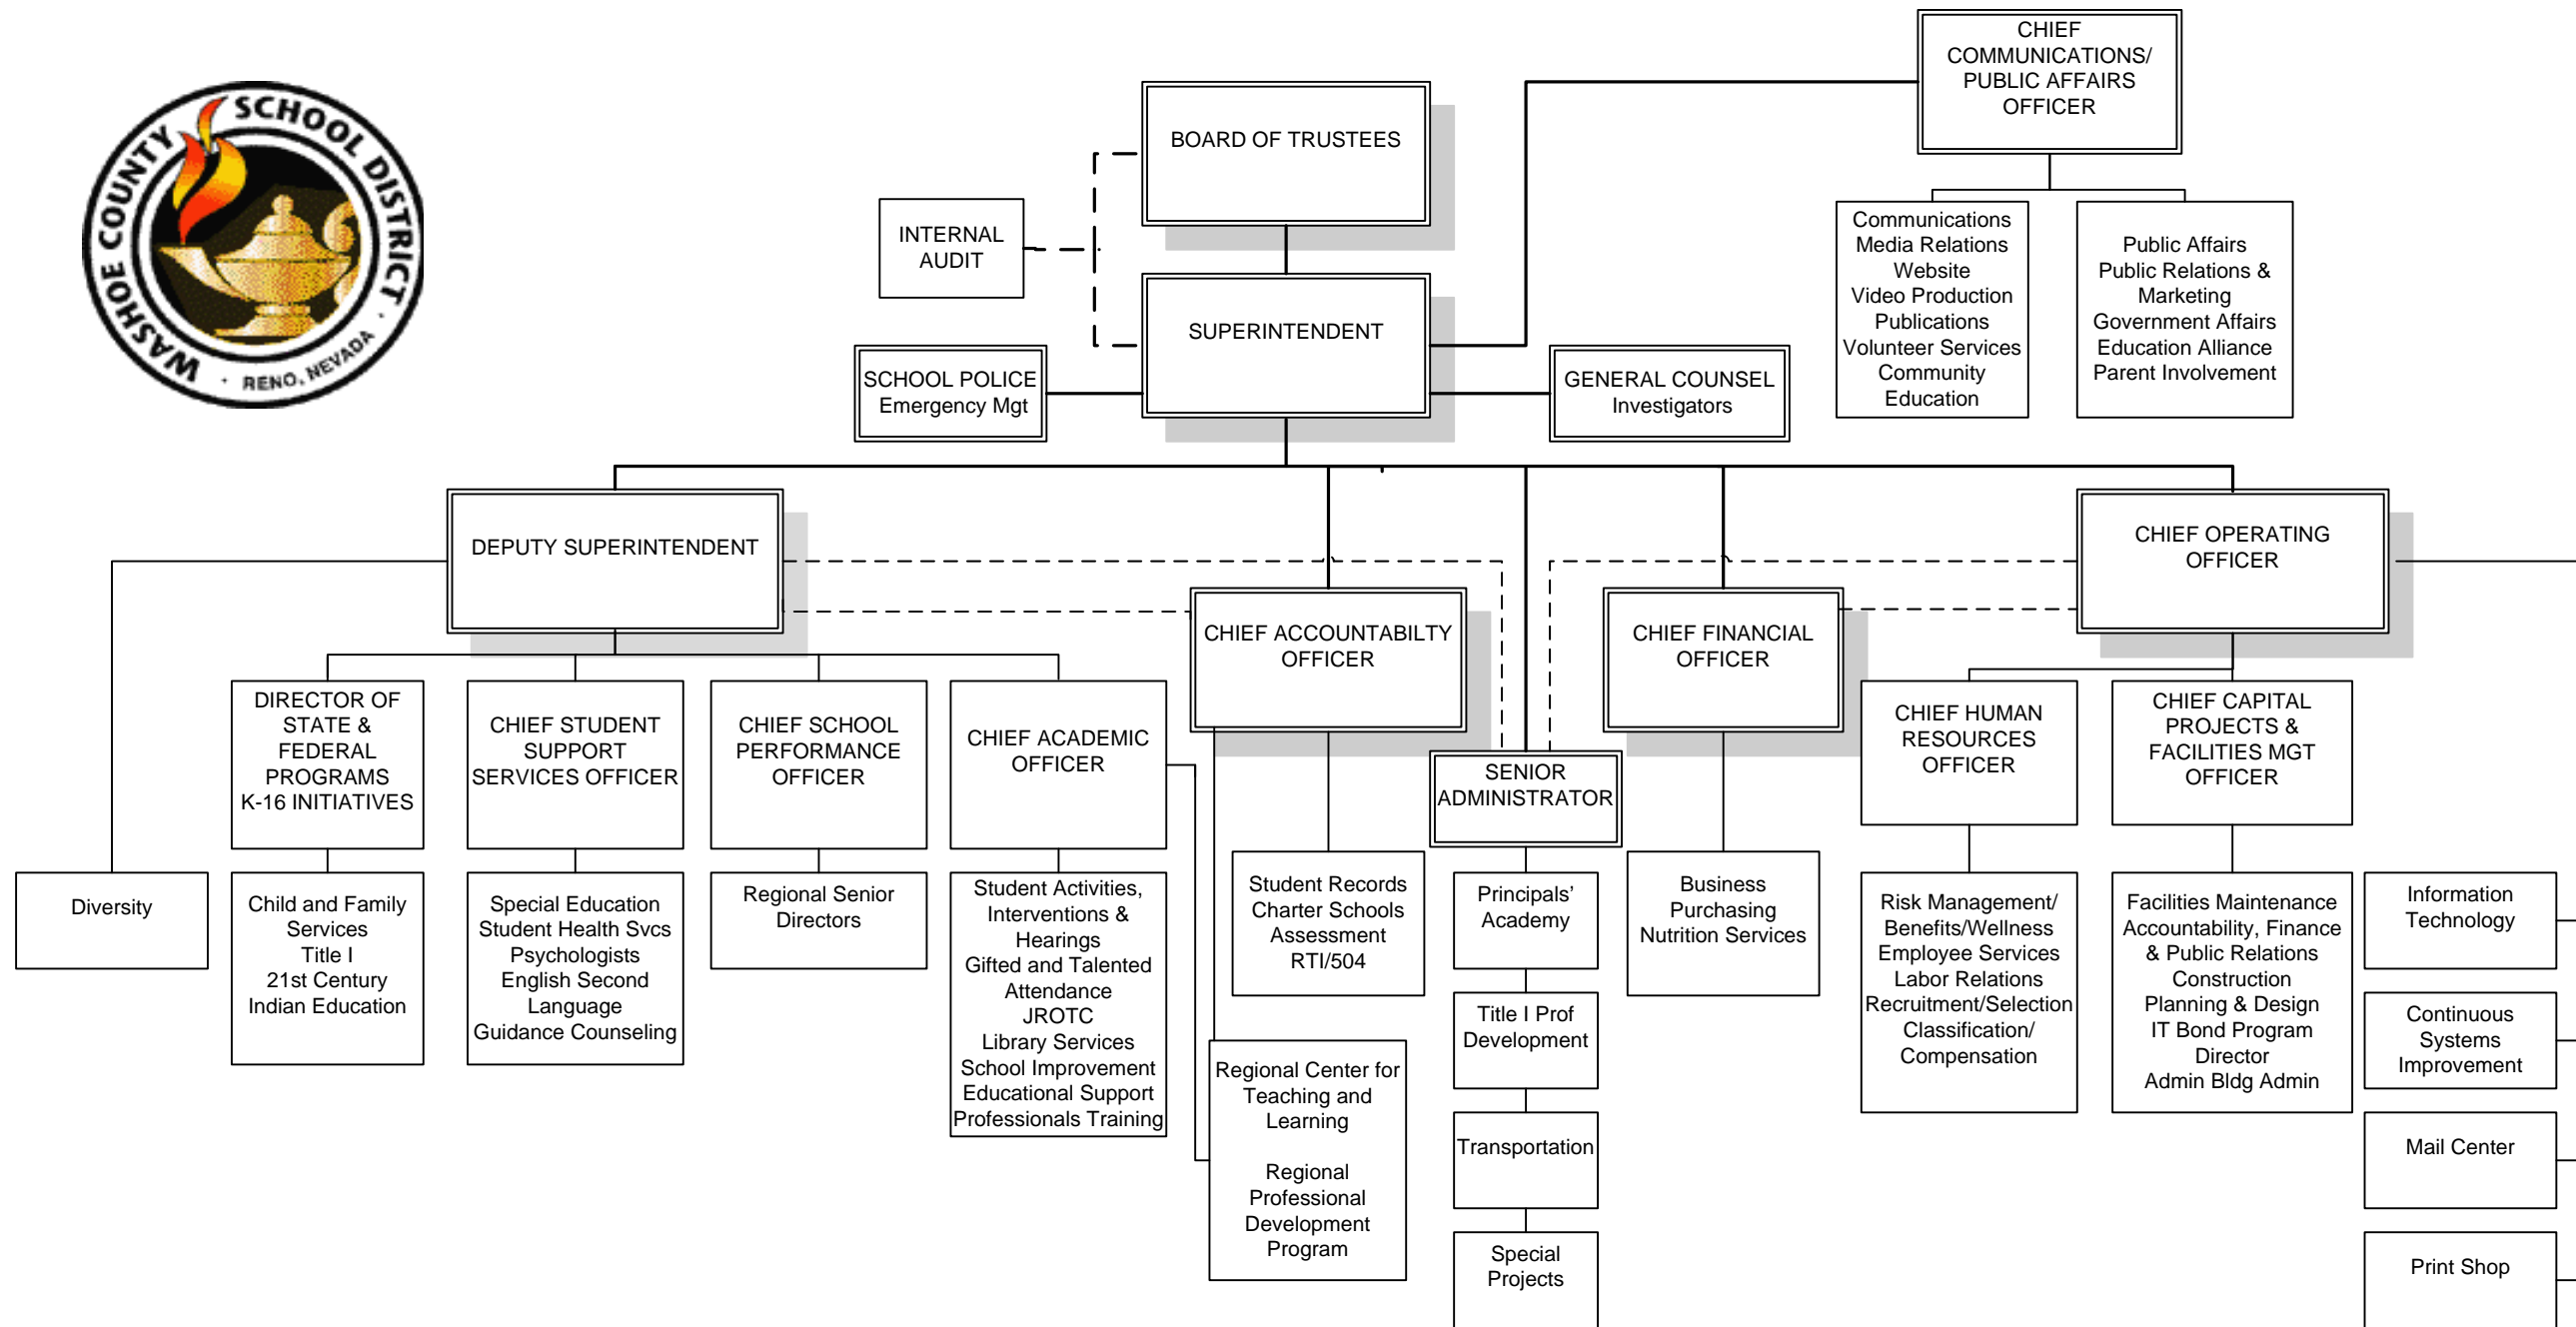 WASHOE COUNTY SCHOOL DISTRICT
RENO, NEVADA
CHIEF
COMMUNICATIONS/
PUBLIC AFFAIRS
OFFICER
BOARD OF TRUSTEES
INTERNAL
AUDIT
Communications
Media Relations
Website
Video Production
Publications
Volunteer Services
Community
Education
Public Affairs
Public Relations &
Marketing
Government Affairs
Education Alliance
Parent Involvement
SUPERINTENDENT
SCHOOL POLICE
Emergency Mgt
GENERAL COUNSEL
Investigators
DEPUTY SUPERINTENDENT
CHIEF OPERATING
OFFICER
CHIEF ACCOUNTABILTY
OFFICER
CHIEF FINANCIAL
OFFICER
DIRECTOR OF
STATE &
FEDERAL
PROGRAMS
K-16 INITIATIVES
CHIEF STUDENT
SUPPORT
SERVICES OFFICER
CHIEF SCHOOL
PERFORMANCE
OFFICER
CHIEF ACADEMIC
OFFICER
SENIOR
ADMINISTRATOR
CHIEF HUMAN
RESOURCES
OFFICER
CHIEF CAPITAL
PROJECTS &
FACILITIES MGT
OFFICER
Diversity
Child and Family
Services
Title I
21st Century
Indian Education
Special Education
Student Health Svcs
Psychologists
English Second
Language
Guidance Counseling
Regional Senior
Directors
Student Activities,
Interventions &
Hearings
Gifted and Talented
Attendance
JROTC
Library Services
School Improvement
Educational Support
Professionals Training
Student Records
Charter Schools
Assessment
RTI/504
Regional Center for
Teaching and
Learning
Regional
Professional
Development
Program
Principals’
Academy
Title I Prof
Development
Transportation
Special
Projects
Business
Purchasing
Nutrition Services
Risk Management/
Benefits/Wellness
Employee Services
Labor Relations
Recruitment/Selection
Classification/
Compensation
Facilities Maintenance
Accountability, Finance
& Public Relations
Construction
Planning & Design
IT Bond Program
Director
Admin Bldg Admin
Information
Technology
Continuous
Systems
Improvement
Mail Center
Print Shop